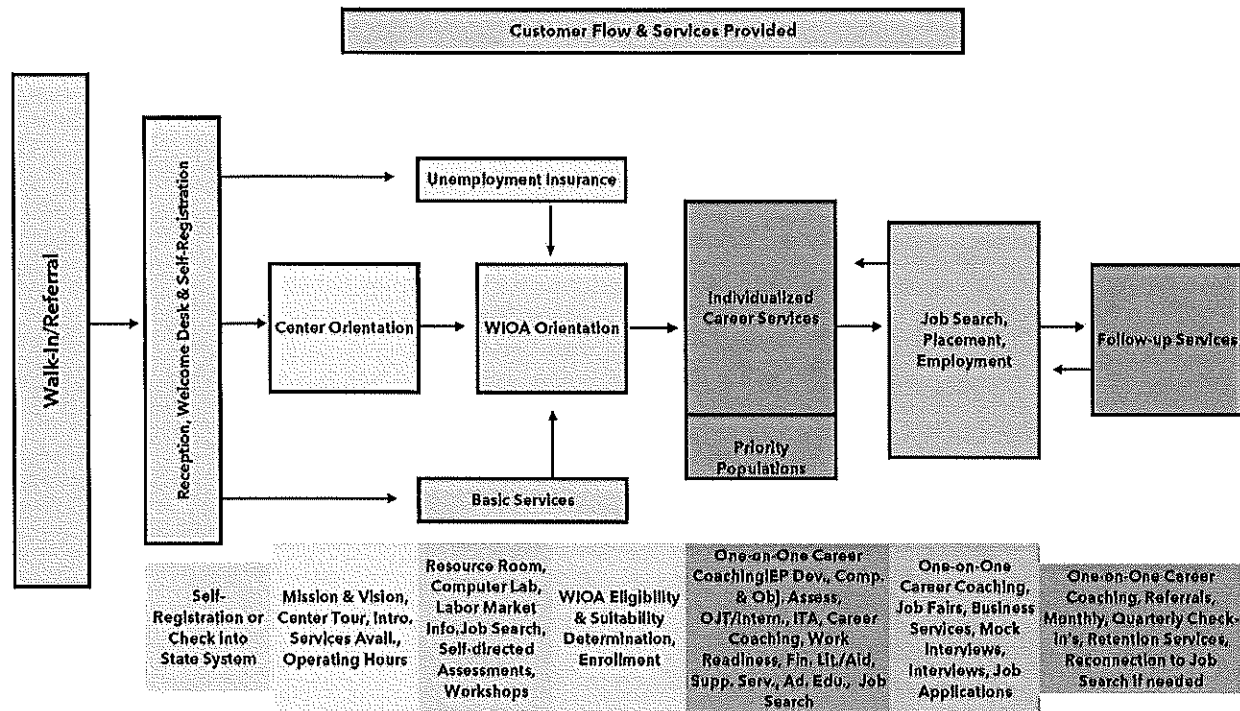 Customer Flow & Services Provided
Walk-In/Referral
Reception, Welcome Desk & Self-Registration
Unemployment Insurance
Center Orientation
WIOA Orientation
Basic Services
Individualized
Career Services
Priority
Populations
Job Search,
Placement,
Employment
Follow-up Services
Self-
Registration or
Check into
State System
Mission & Vision,
Center Tour, Intro.
Services Avail.,
Operating Hours
Resource Room,
Computer Lab,
Labor Market
Info,Job Search,
Self-directed
Assessments,
Workshops
WIOA Eligibility
& Suitability
Determination,
Enrollment
One-on-One Career
Coaching|EP Dev., Comp.
& Obj. Assess,
OJT/Intern., ITA, Career
Coaching, Work
Readiness, Fin. Lit./Aid,
Supp. Serv., Ad. Edu., Job
Search
One-on-One
Career Coaching,
Job Fairs, Business
Services, Mock
Interviews,
Interviews, Job
Applications
One-on-One Career
Coaching, Referrals,
Monthly, Quarterly Check-
in's, Retention Services,
Reconnection to Job
Search if needed